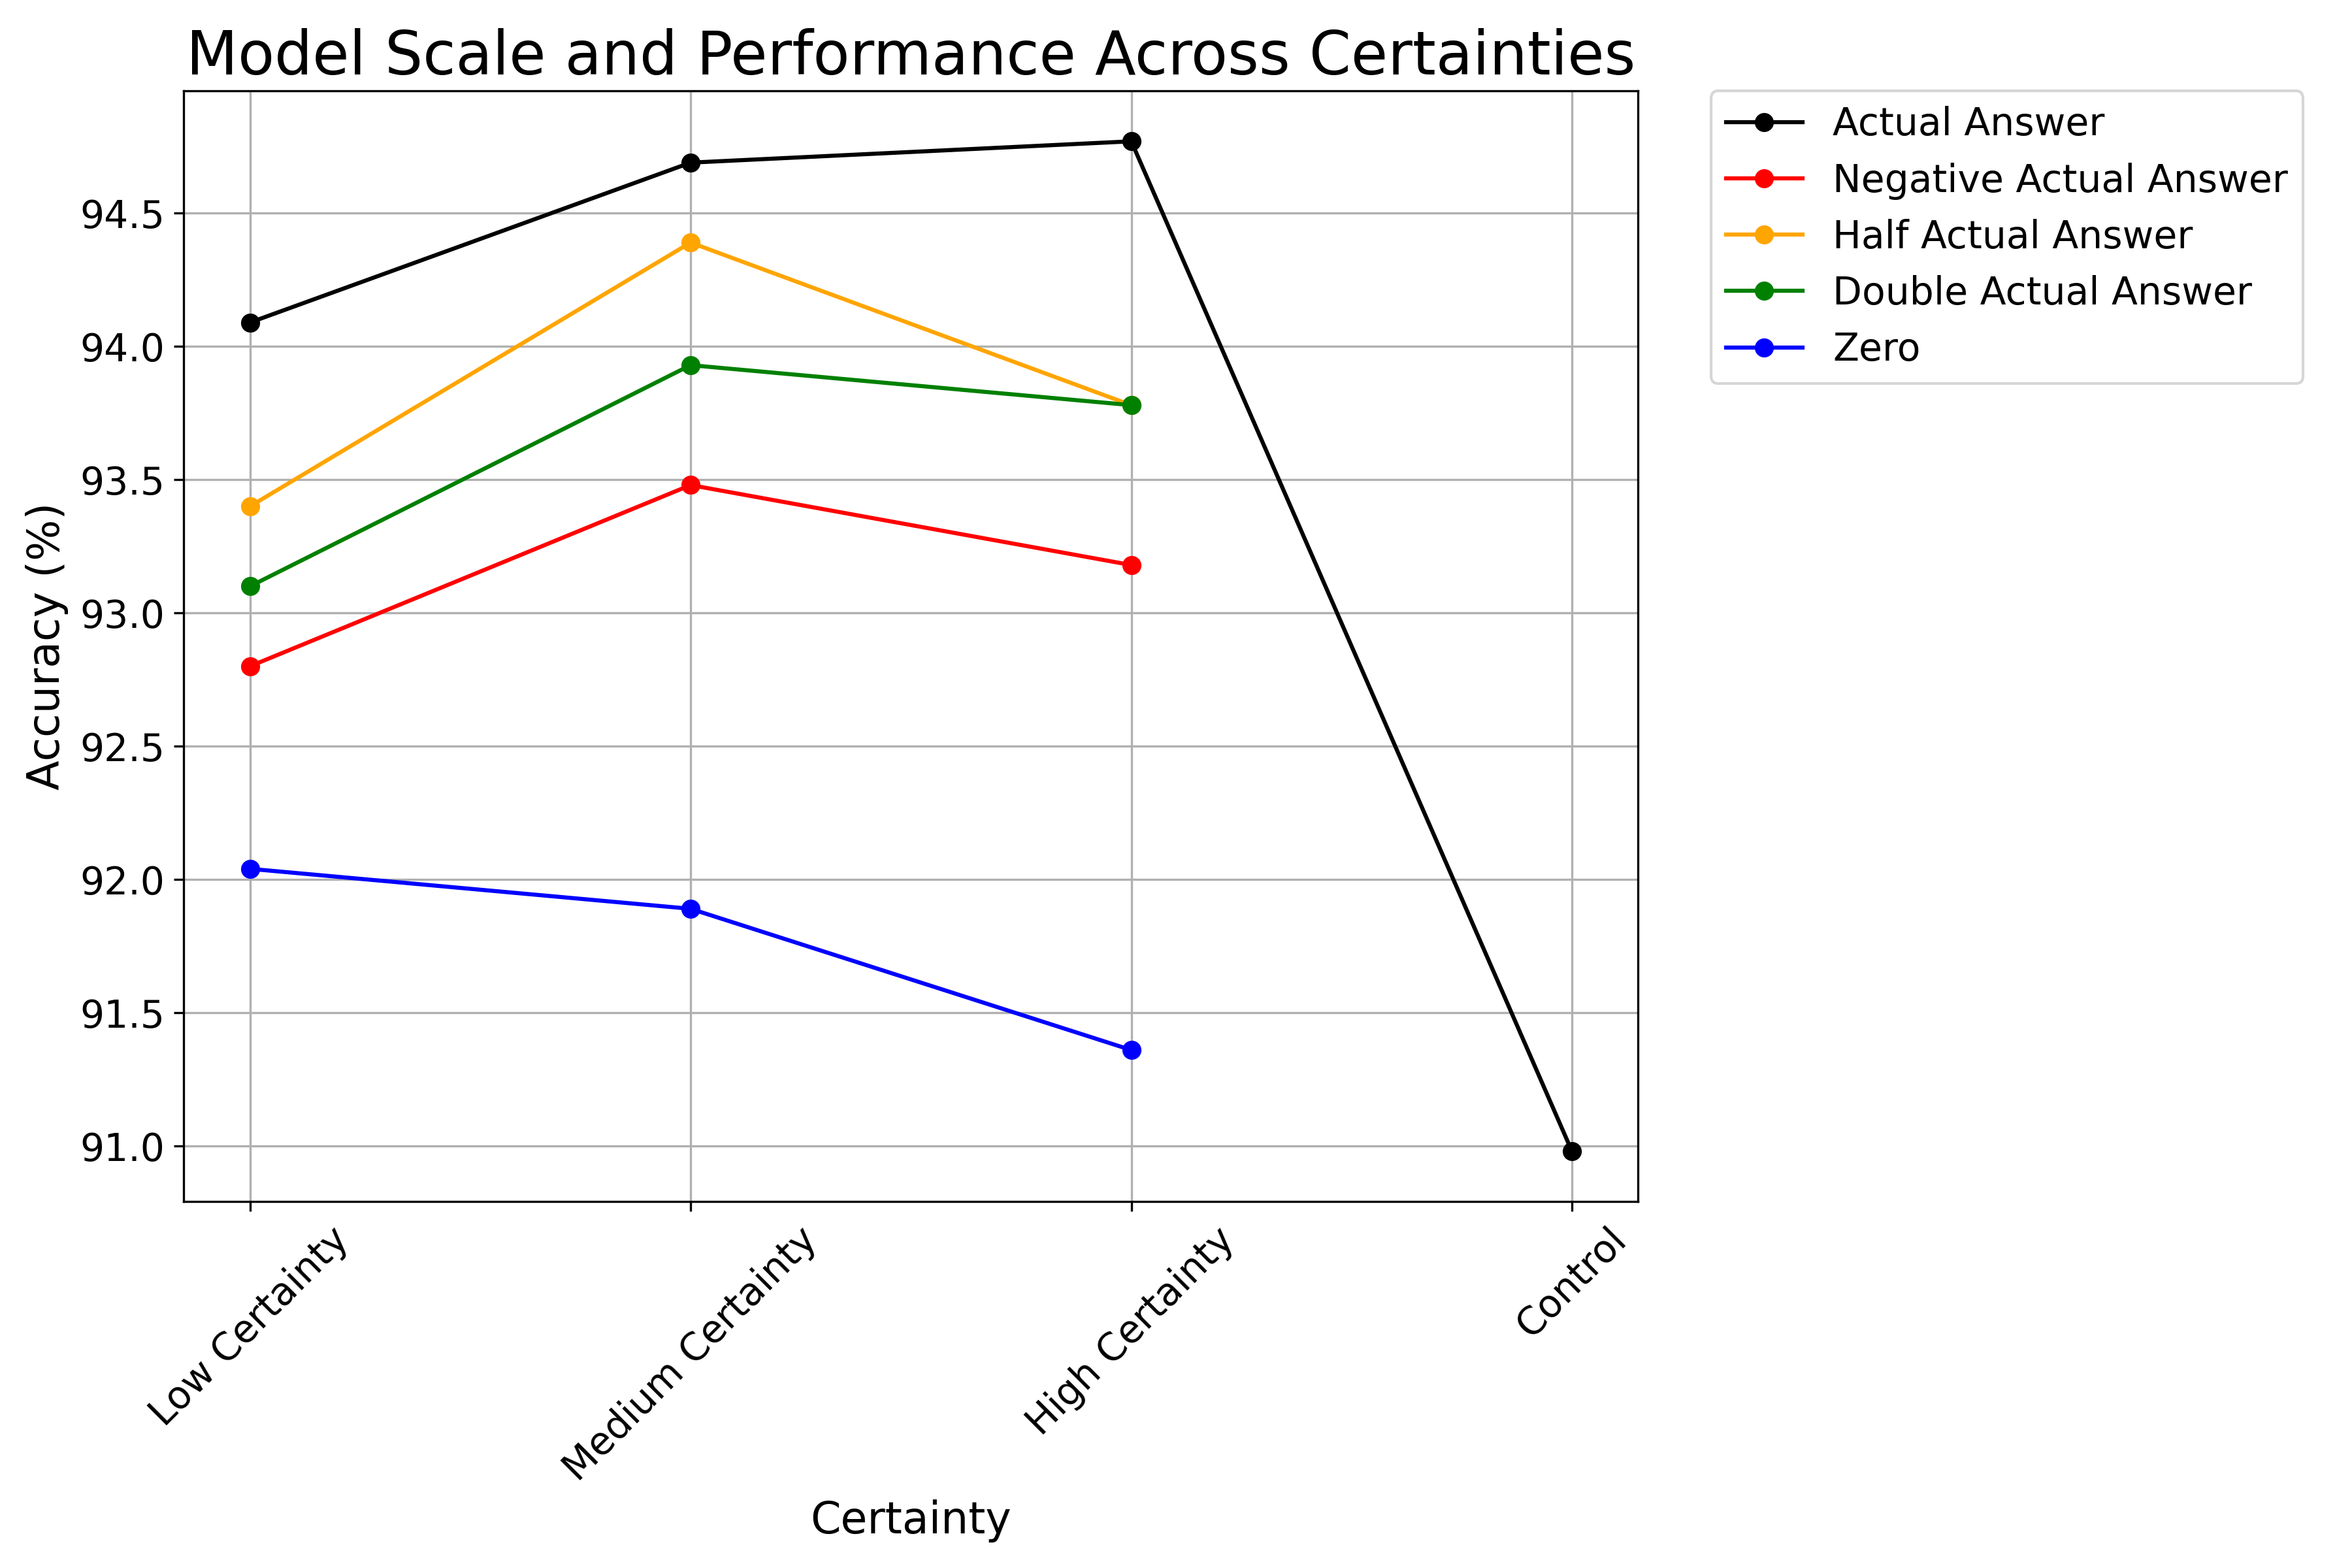 Model Scale and Performance Across Certainties
Actual Answer
Negative Actual Answer
Half Actual Answer
Double Actual Answer
Zero
Accuracy (%)
94.5
94.0
93.5
93.0
92.5
92.0
91.5
91.0
Low Certainty
Medium Certainty
High Certainty
Control
Certainty